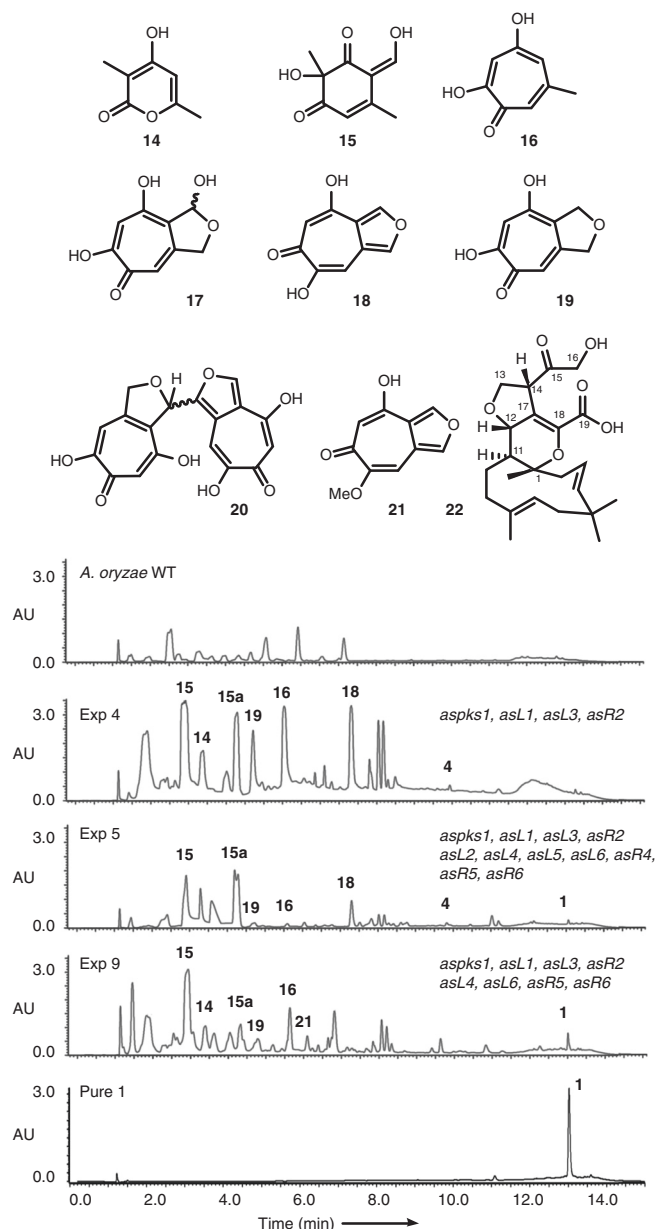 OH
O
O
14
O
OH
HO
O
15
OH
HO
O
16
OH
OH
O
HO
O
17
OH
O
O
HO
18
OH
O
HO
O
19
O
H
O
OH
HO
OH
O
HO
O
20
OH
O
O
MeO
21
O
OH
16
15
H
13
14
O
17
O
12
18
19
OH
H
H
11
O
1
22
A. oryzae WT
3.0
AU
0.0
Exp 4
aspks1, asL1, asL3, asR2
15
14
15a
19
16
18
4
3.0
AU
0.0
Exp 5
aspks1, asL1, asL3, asR2
asL2, asL4, asL5, asL6, asR4,
asR5, asR6
15
15a
19
16
18
4
1
3.0
AU
0.0
Exp 9
aspks1, asL1, asL3, asR2
asL4, asL6, asR5, asR6
15
14
15a
19
16
21
1
3.0
AU
0.0
Pure 1
1
3.0
AU
0.0
0.0 2.0 4.0 6.0 8.0 10.0 12.0 14.0
Time (min)